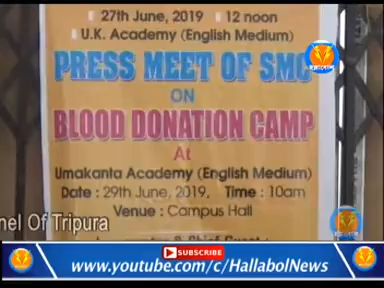 27th June, 2019 12 noon
U.K. Academy (English Medium)
PRESS MEET OF SMC
ON
BLOOD DONATION CAMP
At
Umakanta Academy (English Medium)
Date : 29th June, 2019, Time : 10am
Venue : Campus Hall
nel Of Tripura
SUBSCRIBE
www.youtube.com/c/HallabolNews